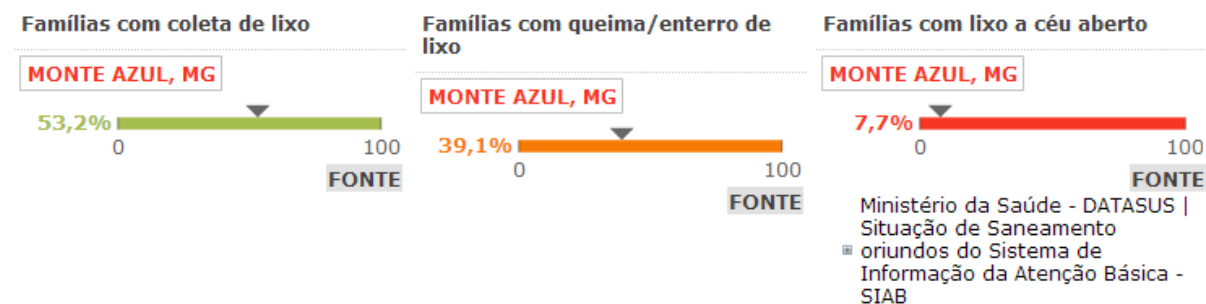 Famílias com coleta de lixo
MONTE AZUL, MG
53,2%
0 100
FONTE
Famílias com queima/enterro de
lixo
MONTE AZUL, MG
39,1%
0 100
FONTE
Famílias com lixo a céu aberto
MONTE AZUL, MG
7,7%
0 100
FONTE
Ministério da Saúde - DATASUS |
Situação de Saneamento
oriundos do Sistema de
Informação da Atenção Básica -
SIAB